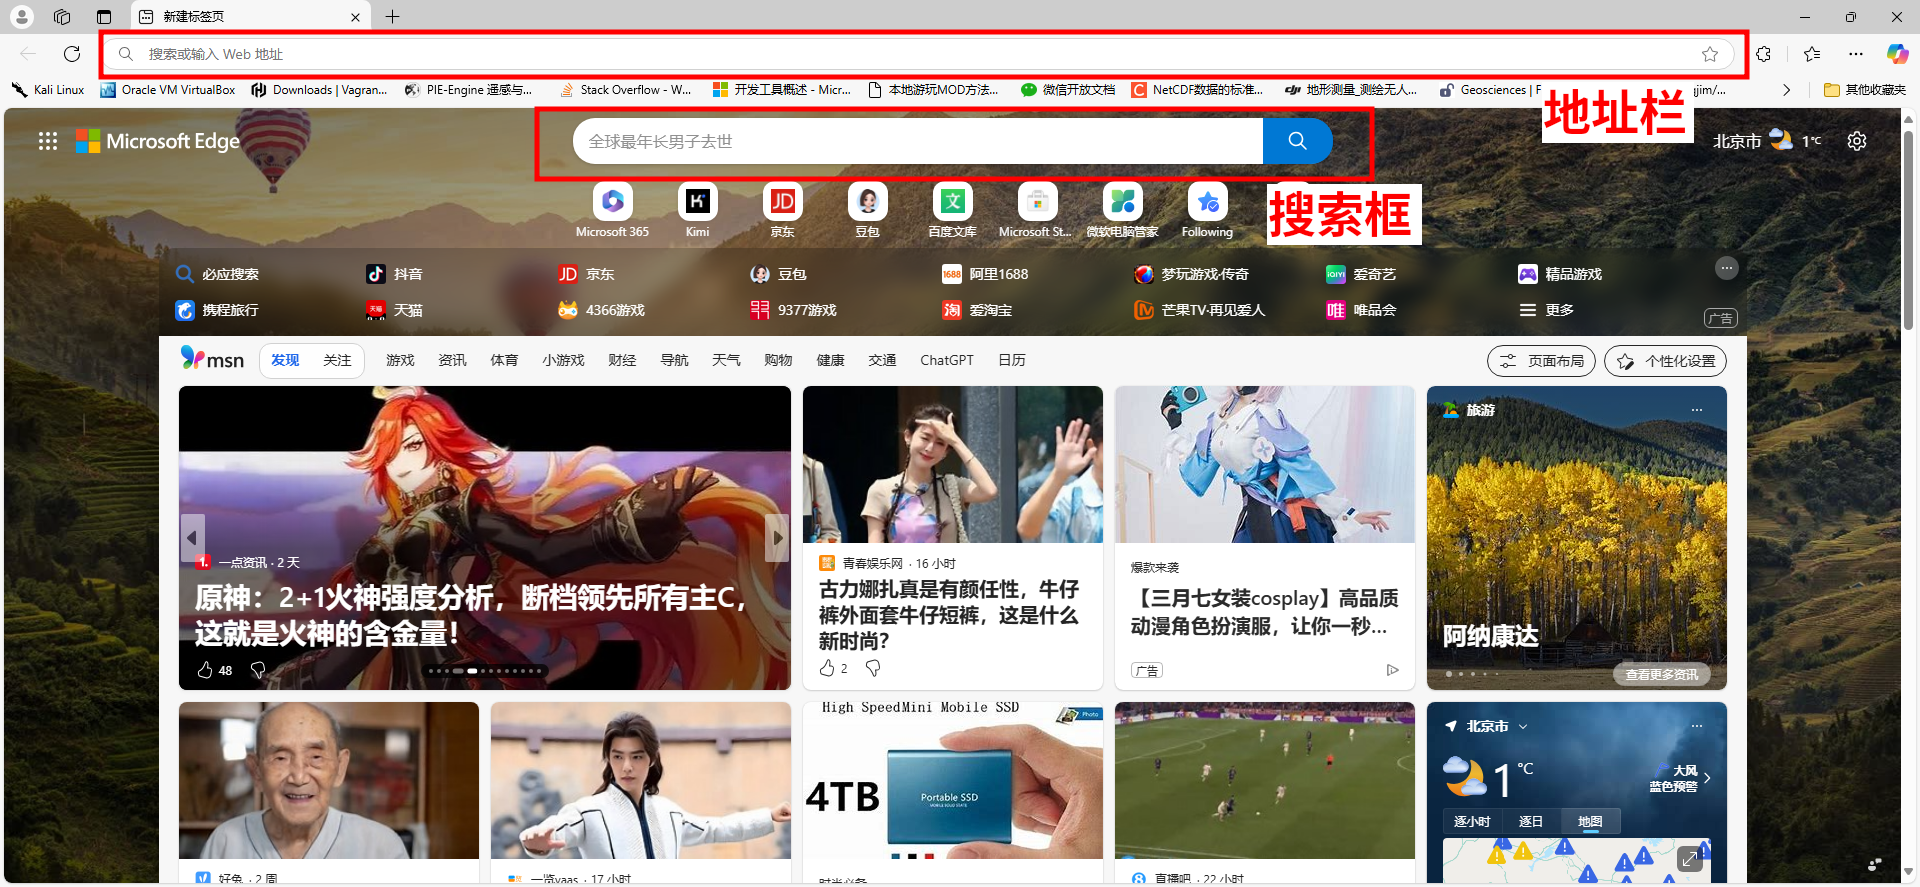 新建标签页
搜索或输入 Web 地址
Kali Linux
Oracle VM VirtualBox
Downloads | Vagran...
PIE-Engine 遥感与...
Stack Overflow - W...
开发工具概述 - Micr...
本地游玩MOD方法...
微信开放文档
NetCDF数据的标准...
地形测量_测绘无人...
Geosciences | F
jjim/...
其他收藏夹
地址栏
Microsoft Edge
全球最年长男子去世
北京市
1°C
搜索框
Microsoft 365
Kimi
京东
豆包
百度文库
Microsoft St...
微软电脑管家
Following
必应搜索
抖音
京东
豆包
阿里1688
梦玩游戏·传奇
爱奇艺
精品游戏
携程旅行
天猫
4366游戏
9377游戏
爱淘宝
芒果TV·再见爱人
唯品会
更多
广告
msn
发现
关注
游戏
资讯
体育
小游戏
财经
导航
天气
购物
健康
交通
ChatGPT
日历
页面布局
个性化设置
一点资讯 · 2 天
原神：2+1火神强度分析，断档领先所有主C，
这就是火神的含金量！
48
青春娱乐网 · 16 小时
古力娜扎真是有颜任性，牛仔
裤外面套牛仔短裤，这是什么
新时尚？
2
爆款来袭
【三月七女装cosplay】高品质
动漫角色扮演服，让你一秒...
广告
旅游
阿纳康达
查看更多资讯
High SpeedMini Mobile SSD
Photo
4TB
Portable SSD
北京市
1°C
大风
蓝色预警
逐小时
逐日
地图
好兔 · 2 周
一览yaas · 17 小时
时尚必备
直播吧 · 22 小时